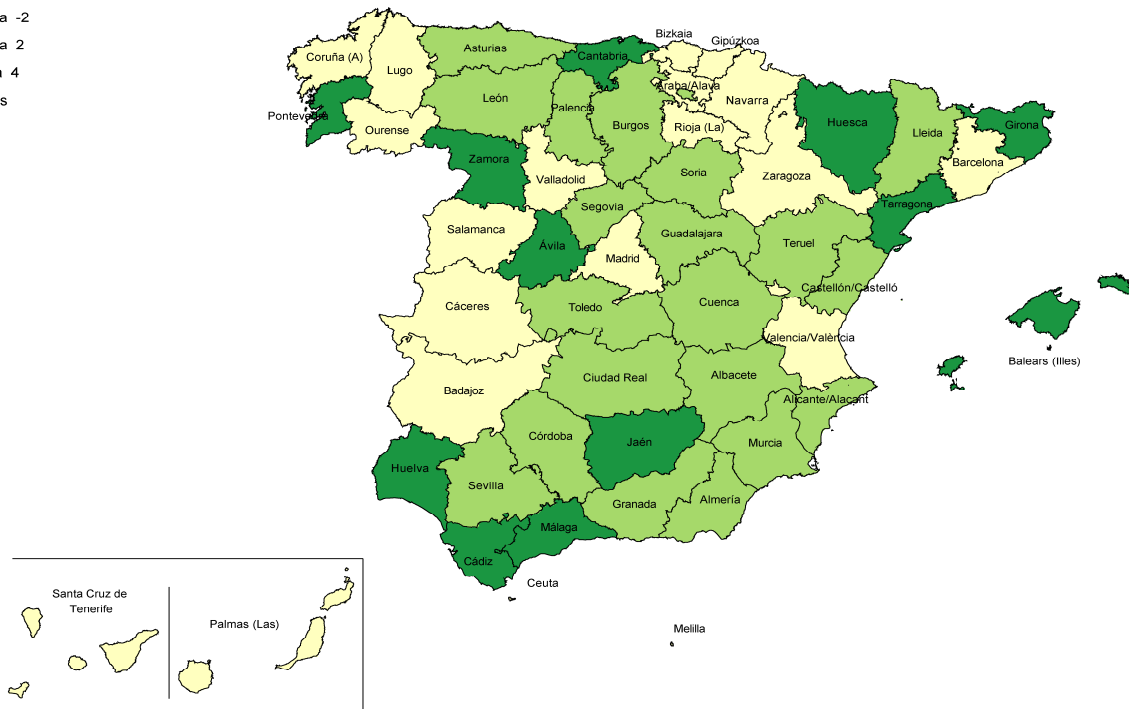 a -2
a 2
4
s
Bizkaia
Gipúzkoa
Asturias
Cantabria
Coruña (A)
Lugo
León
Palencia
Araba/Alava
Navarra
Burgos
Rioja (La)
Pontevedra
Ourense
Huesca
Lleida
Girona
Barcelona
Zamora
Valladolid
Soria
Zaragoza
Tarragona
Segovia
Salamanca
Ávila
Madrid
Guadalajara
Teruel
Castellón/Castelló
Cáceres
Toledo
Cuenca
Valencia/València
Balears (Illes)
Badajoz
Ciudad Real
Albacete
Alicante/Alacant
Córdoba
Jaén
Murcia
Huelva
Sevilla
Granada
Almería
Málaga
Cádiz
Ceuta
Melilla
Santa Cruz de
Tenerife
Palmas (Las)